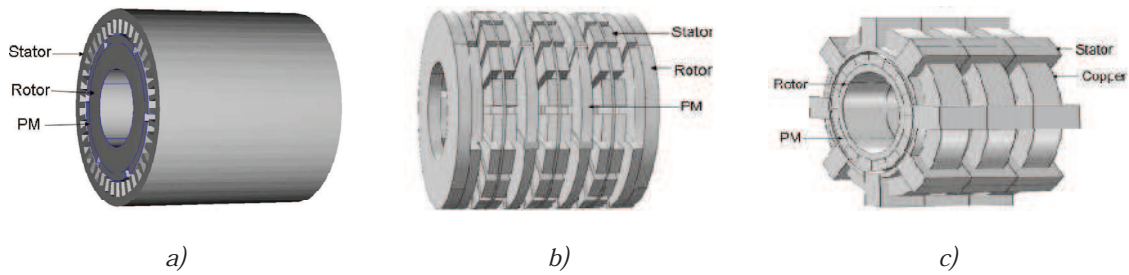 Stator
Rotor
PM
a)
Stator
Rotor
PM
b)
Stator
Copper
Rotor
PM
c)